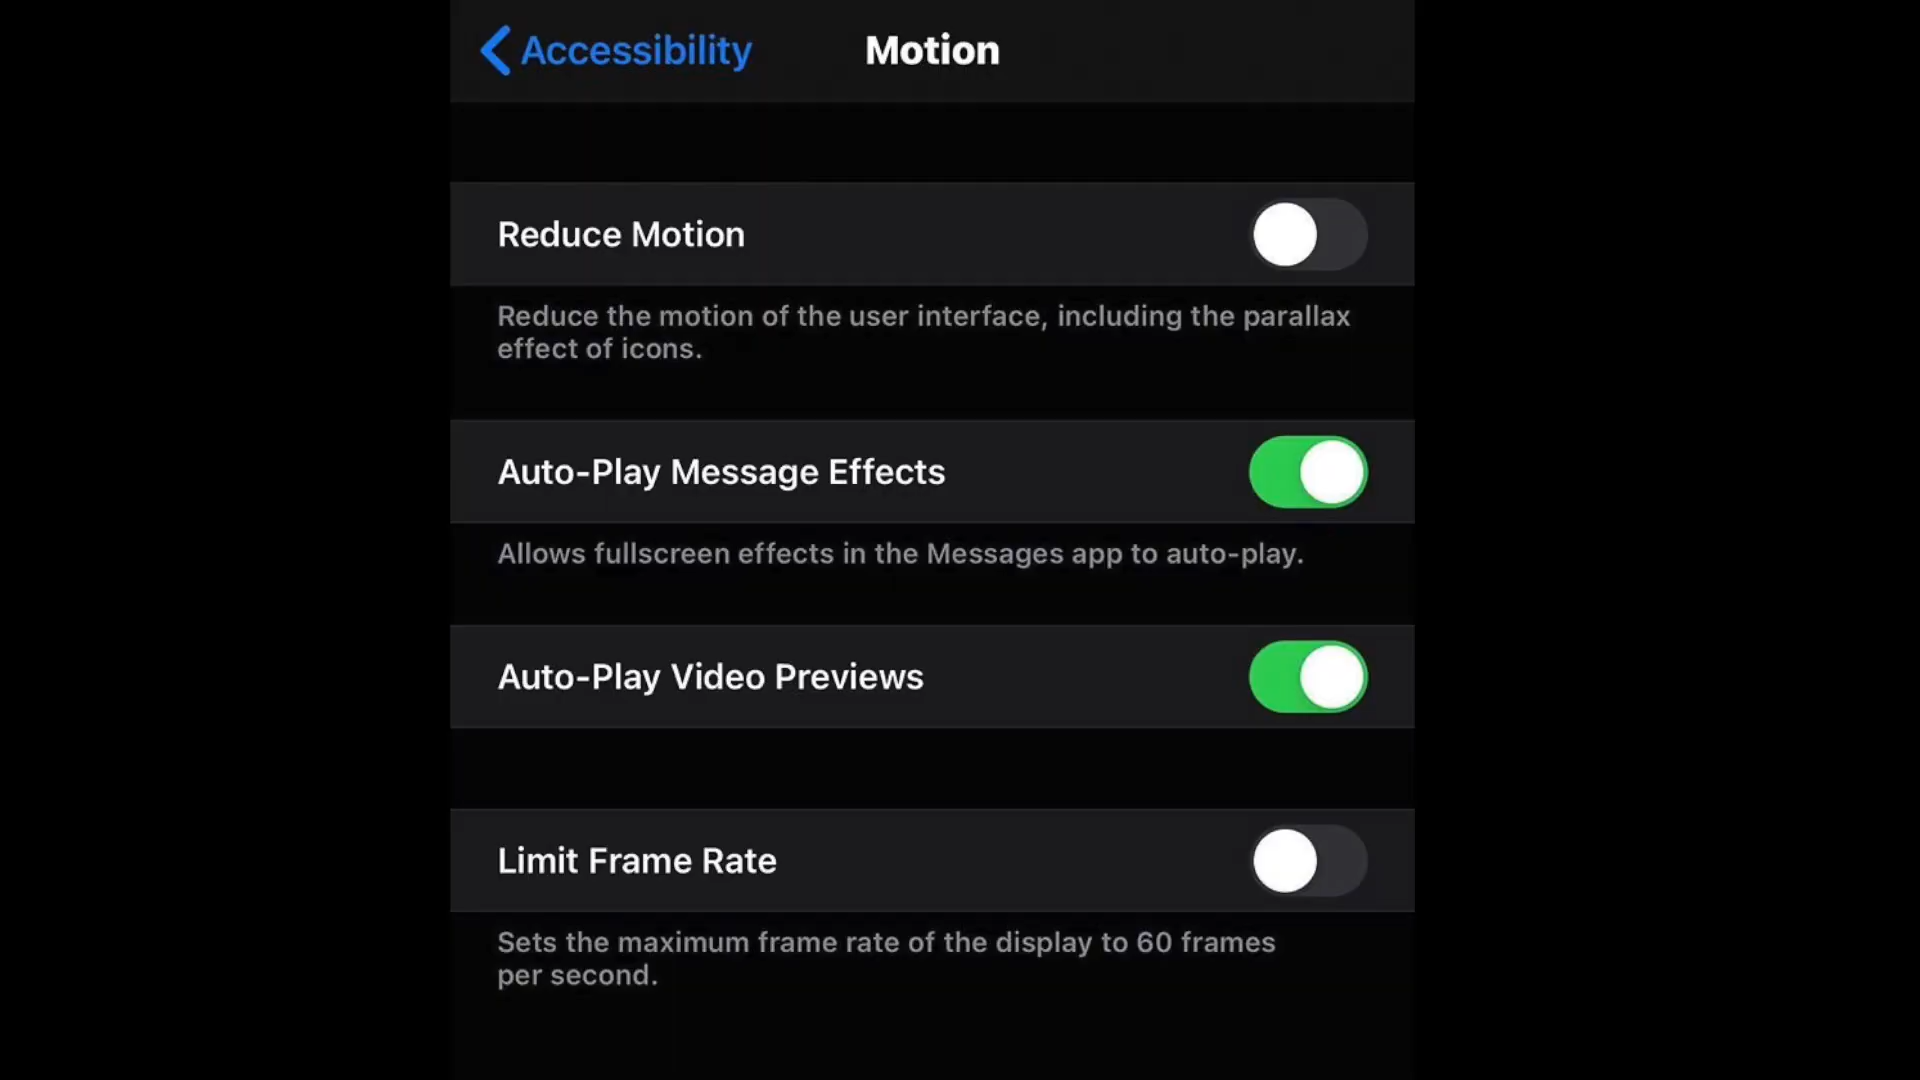 Accessibility
Motion
Reduce Motion
Reduce the motion of the user interface, including the parallax
effect of icons.
Auto-Play Message Effects
Allows fullscreen effects in the Messages app to auto-play.
Auto-Play Video Previews
Limit Frame Rate
Sets the maximum frame rate of the display to 60 frames
per second.